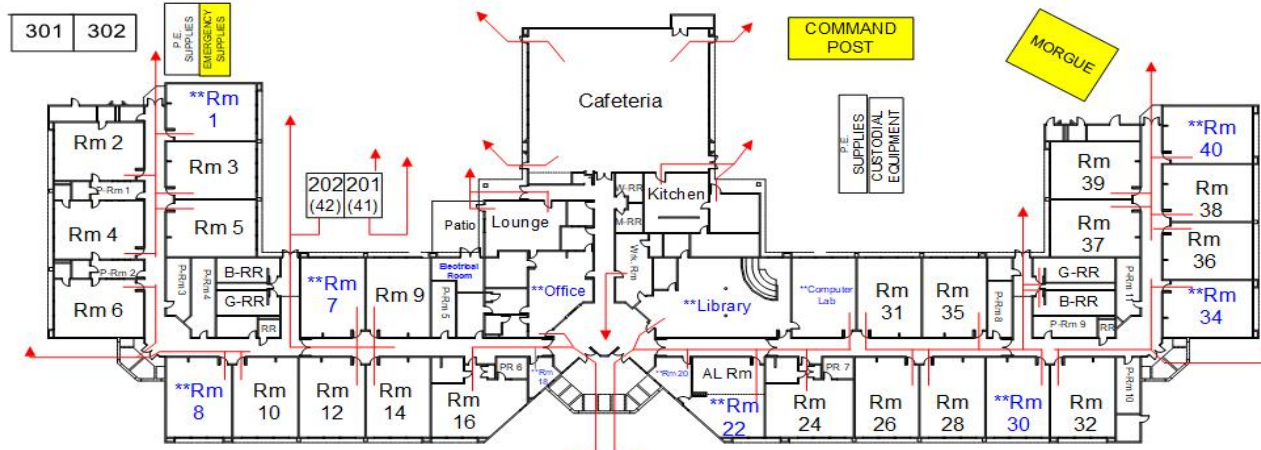 301 302
P.E. SUPPLIES
EMERGENCY SUPPLIES
COMMAND POST
MORGUE
P.E. SUPPLIES
CUSTODIAL EQUIPMENT
Cafeteria
**Rm 1
Rm 2
Rm 3
P-Rm 1
Rm 4
Rm 5
P-Rm 2
Rm 6
P-Rm 3
P-Rm 4
B-RR
G-RR
RR
202 (42)
201 (41)
Patio
Lounge
W-RR
M-RR
Kitchen
Wrk. Rm
Electrical Room
P-Rm 5
**Office
**Rm 7
Rm 9
**Library
**Computer Lab
Rm 31
Rm 35
P-Rm 8
G-RR
B-RR
P-Rm 9
RR
P-Rm 11
Rm 39
Rm 37
**Rm 40
Rm 38
Rm 36
**Rm 34
**Rm 8
Rm 10
Rm 12
Rm 14
Rm 16
PR 6
**Rm 18
**Rm 20
AL Rm
**Rm 22
PR 7
Rm 24
Rm 26
Rm 28
**Rm 30
Rm 32
P-Rm 10